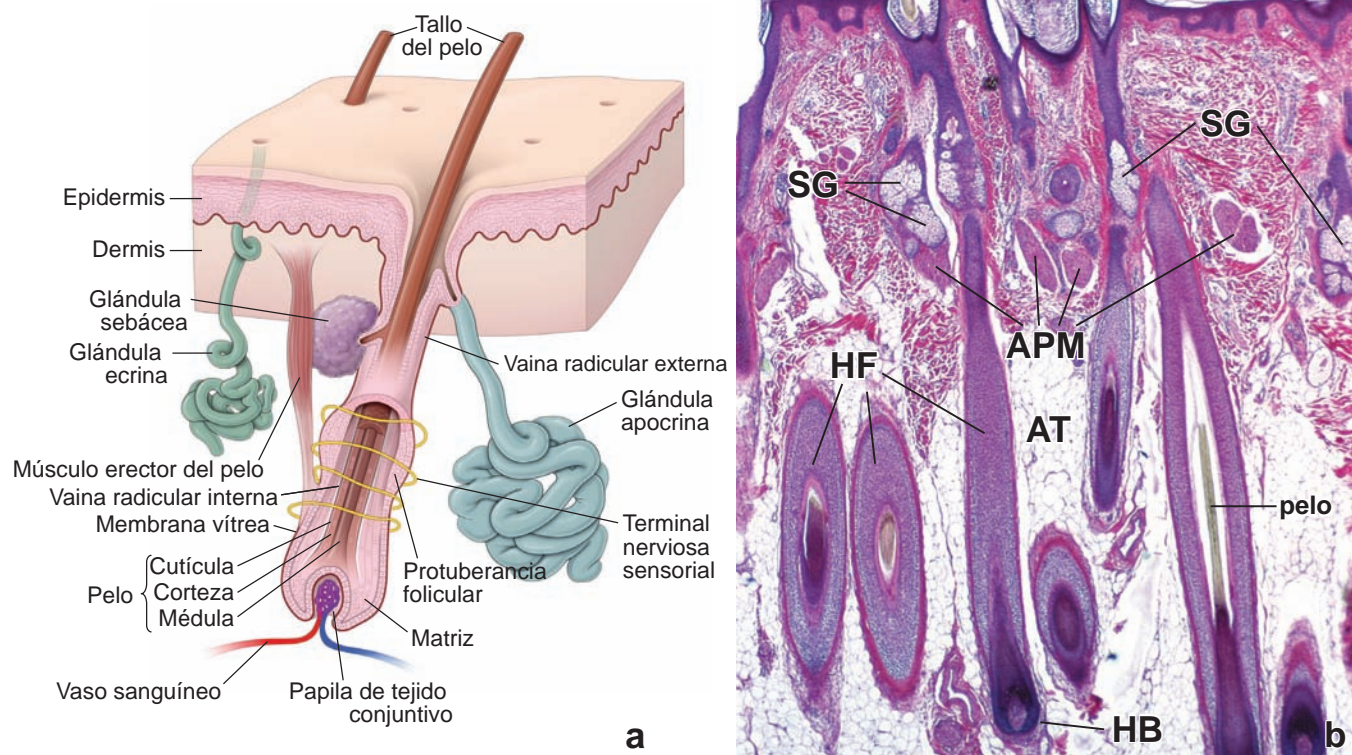 Tallo
del pelo
Epidermis
Dermis
Glándula
sebácea
Glándula
ecrina
Músculo erector del pelo
Vaina radicular interna
Membrana vítrea
Pelo
Cutícula
Corteza
Médula
Vaso sanguíneo
Papila de tejido
conjuntivo
Matriz
Protuberancia
folicular
Terminal
nerviosa
sensorial
Glándula
apocrina
Vaina radicular externa
a
SG
SG
APM
HF
AT
pelo
HB
b